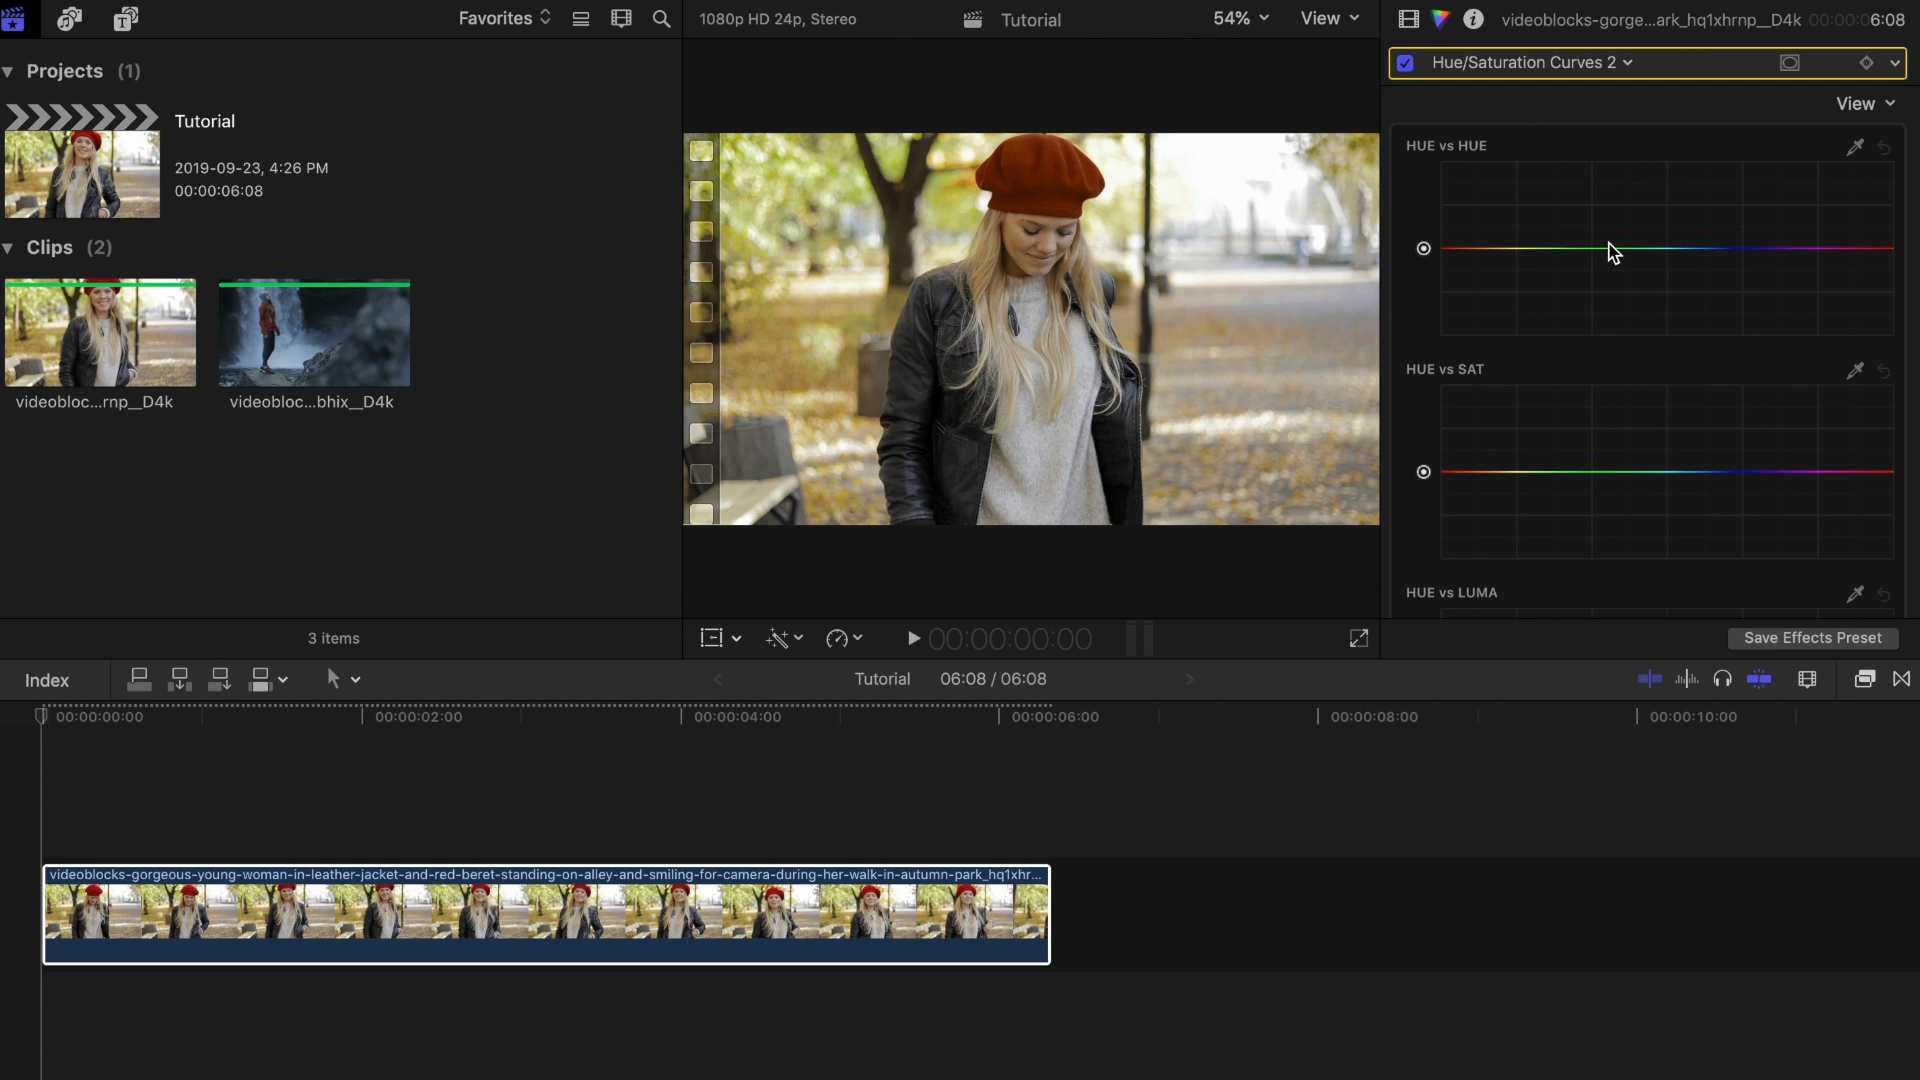 Favorites
1080p HD 24p, Stereo
Tutorial
54%
View
videoblocks-gorge...ark_hq1xhrnp__D4k
00:00:06:08
Projects (1)
Hue/Saturation Curves 2
View
Tutorial
2019-09-23, 4:26 PM
00:00:06:08
HUE vs HUE
Clips (2)
videobloc...rnp__D4k
videobloc...bhix__D4k
HUE vs SAT
HUE vs LUMA
3 items
00:00:00:00
Save Effects Preset
Index
Tutorial
06:08 / 06:08
00:00:00:00
00:00:02:00
00:00:04:00
00:00:06:00
00:00:08:00
00:00:10:00
videoblocks-gorgeous-young-woman-in-leather-jacket-and-red-beret-standing-on-alley-and-smiling-for-camera-during-her-walk-in-autumn-park_hq1xhr...